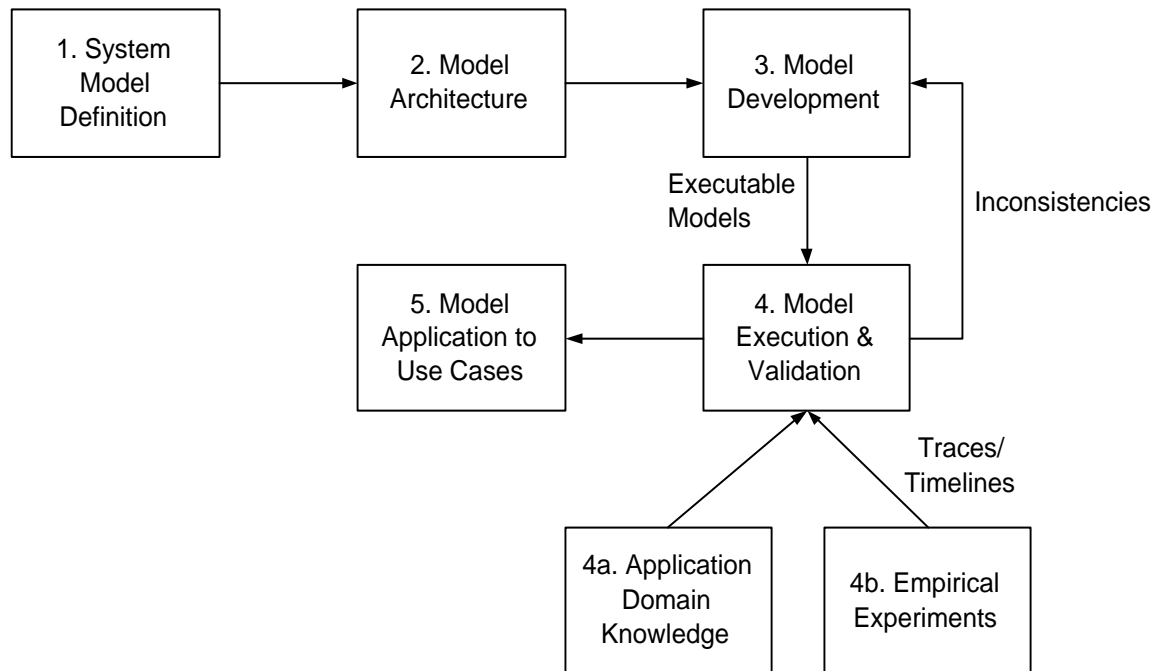 1. System
Model
Definition
2. Model
Architecture
3. Model
Development
Executable
Models
Inconsistencies
5. Model
Application to
Use Cases
4. Model
Execution &
Validation
Traces/
Timelines
4a. Application
Domain
Knowledge
4b. Empirical
Experiments